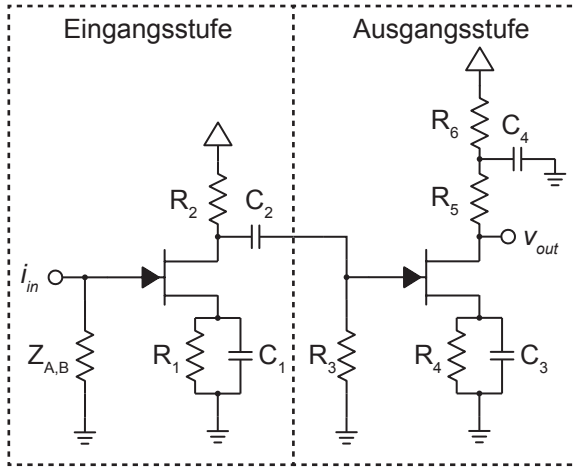 Eingangsstufe
Ausgangsstufe
R6
C4
R2
C2
R5
vout
iin
ZA,B
R1
C1
R3
R4
C3